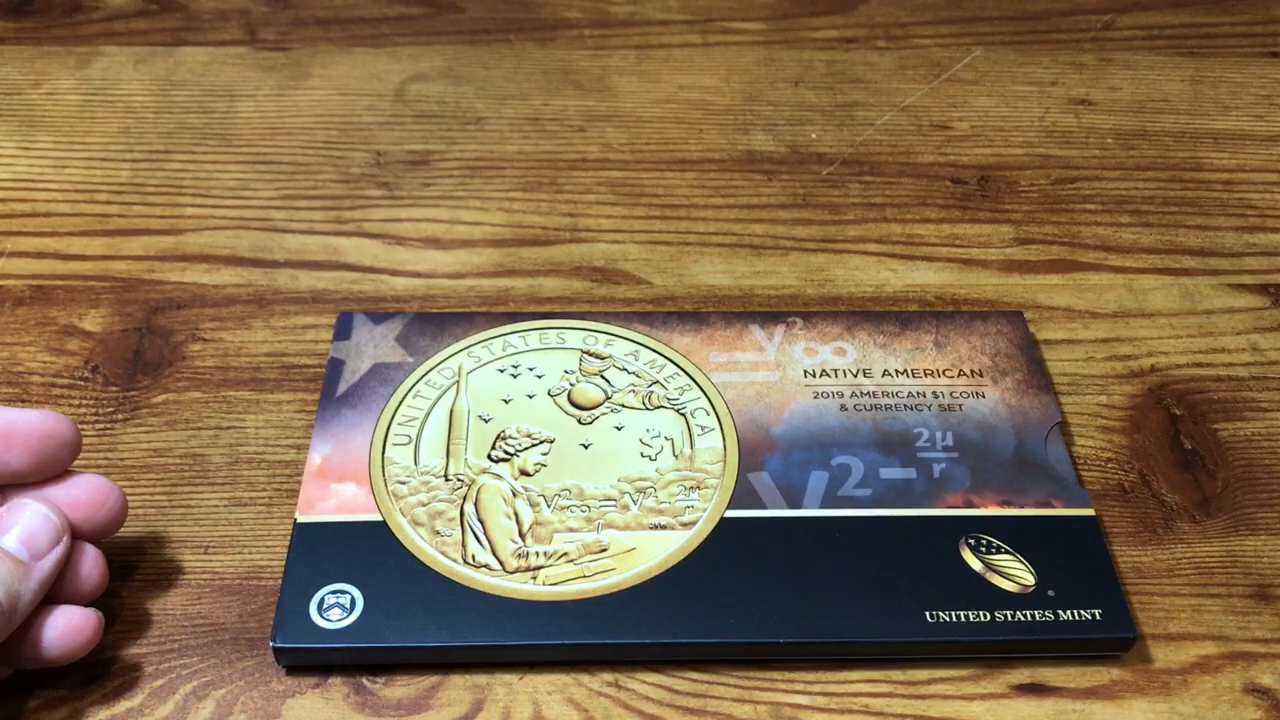 UNITED STATES OF AMERICA
$1
V²∞ = V² - 2μ/r
V²∞
NATIVE AMERICAN
2019 AMERICAN $1 COIN
& CURRENCY SET
V² - 2μ/r
UNITED STATES MINT